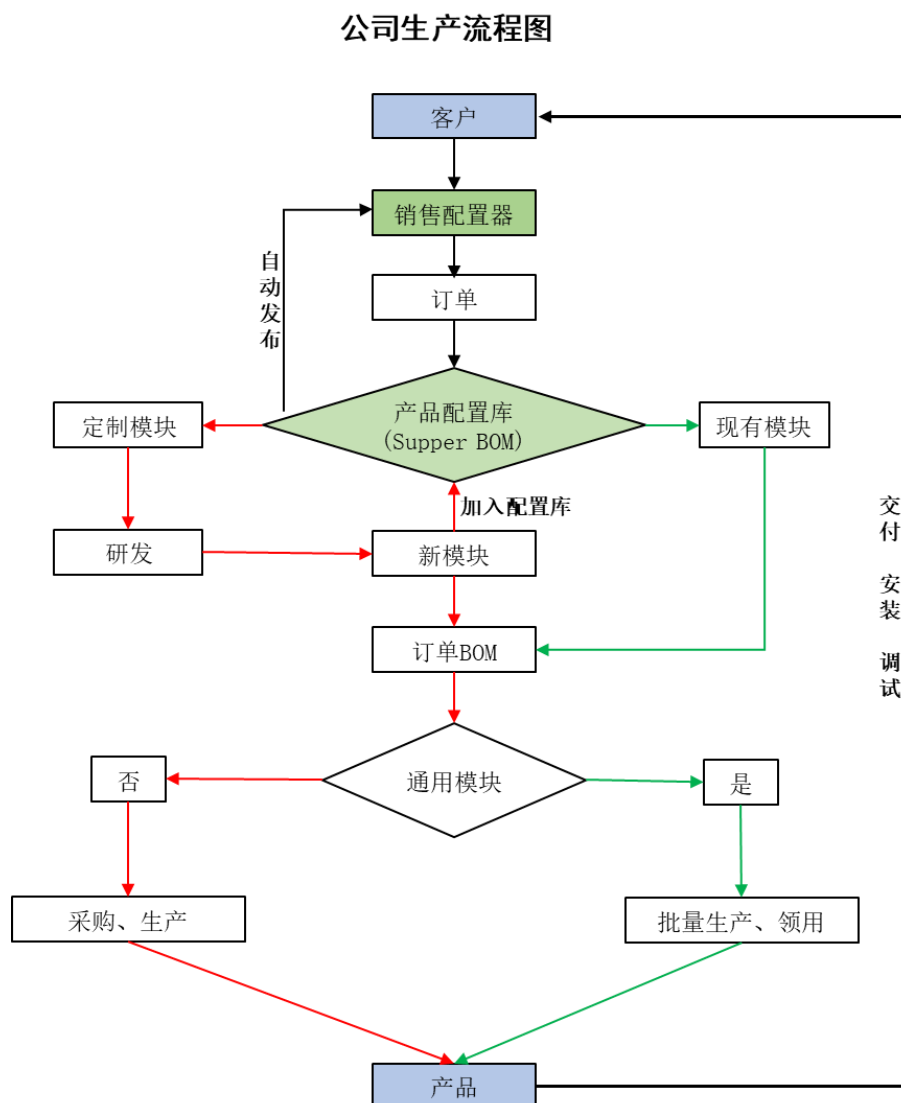 公司生产流程图
客户
销售配置器
自动发布
订单
产品配置库
(Supper BOM)
定制模块
现有模块
加入配置库
研发
新模块
交付 安装 调试
订单BOM
通用模块
否
是
采购、生产
批量生产、领用
产品